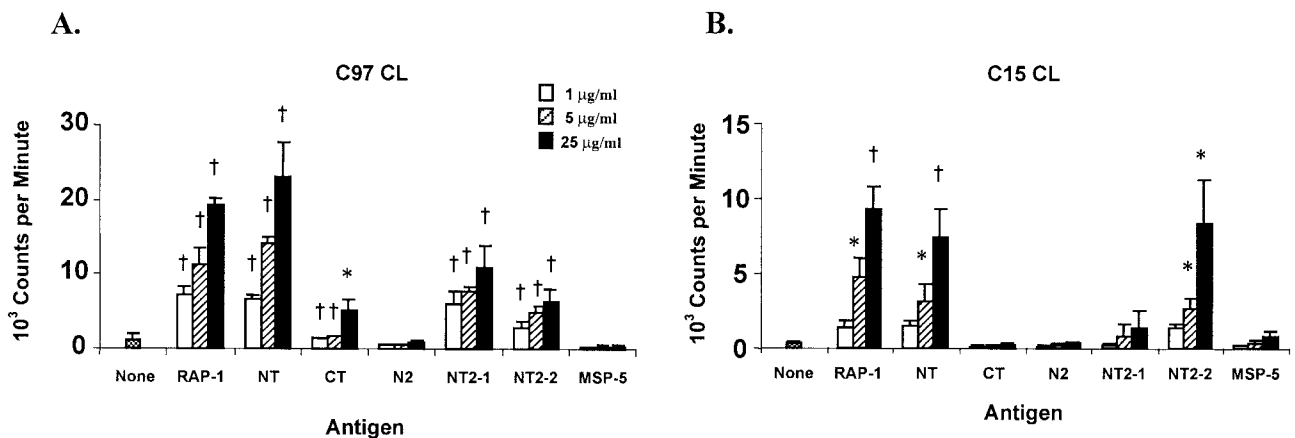 A.
C97 CL
1 µg/ml
5 µg/ml
25 µg/ml
10³ Counts per Minute
30
20
10
0
† † †
† † †
† † *
† † †
† † †
None RAP-1 NT CT N2 NT2-1 NT2-2 MSP-5
Antigen
B.
C15 CL
10³ Counts per Minute
15
10
5
0
* †
* †
* *
None RAP-1 NT CT N2 NT2-1 NT2-2 MSP-5
Antigen